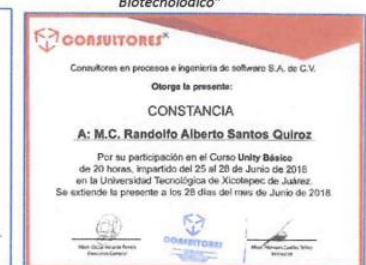 Biotecnológico"
CONSULTORES
Consultores en procesos e ingeniería de software S.A. de C.V.
Otorga la presente:
CONSTANCIA
A: M.C. Randolfo Alberto Santos Quiroz
Por su participación en el Curso Unity Básico
de 20 horas, impartido del 25 al 28 de Junio de 2018
en la Universidad Tecnológica de Xicotepec de Juárez.
Se extiende la presente a los 28 días del mes de Junio de 2018.
CONSULTORES